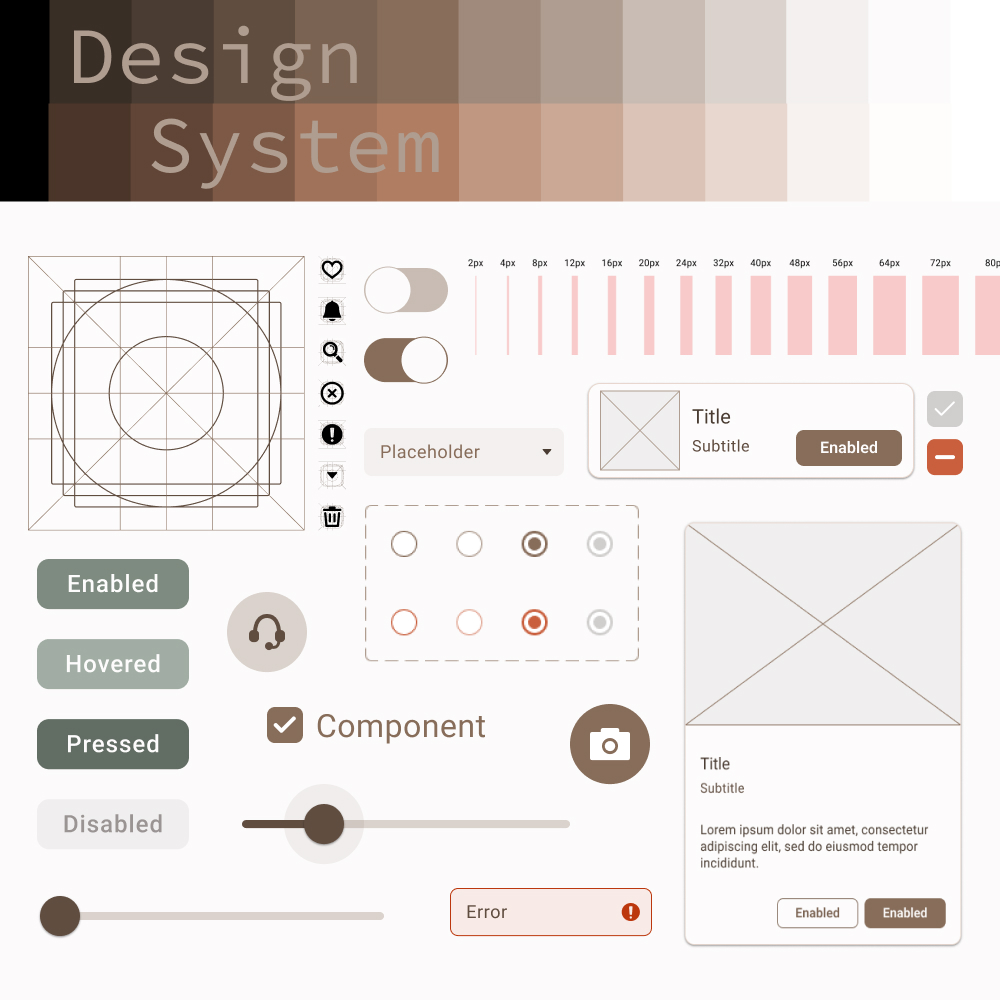 Design
System
2px 4px 8px 12px 16px 20px 24px 32px 40px 48px 56px 64px 72px 80p
Placeholder
Title
Subtitle
Enabled
Enabled
Hovered
Pressed
Disabled
Component
Error
Title
Subtitle
Lorem ipsum dolor sit amet, consectetur
adipiscing elit, sed do eiusmod tempor
incididunt.
Enabled Enabled